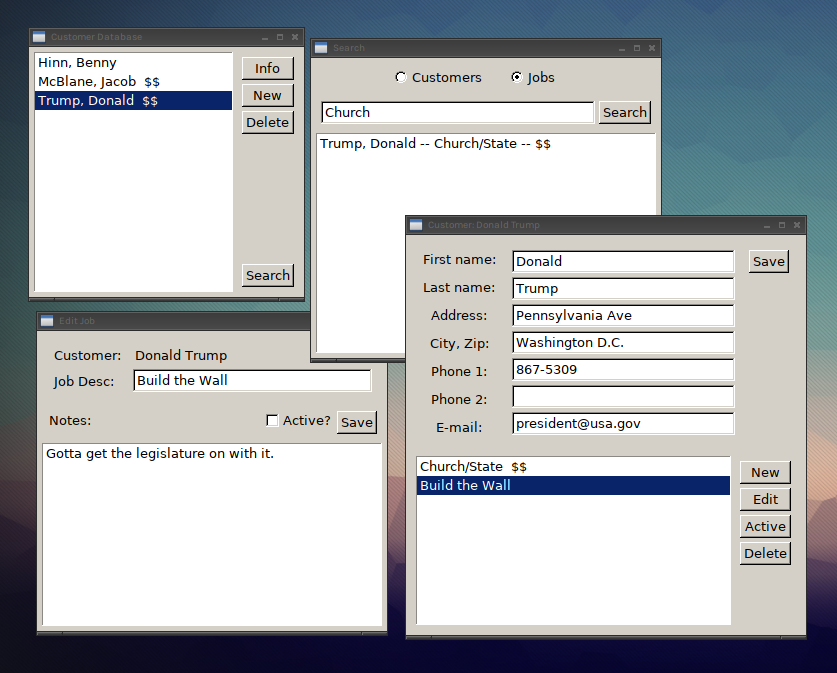 Customer Database
Hinn, Benny
McBlane, Jacob $$
Trump, Donald $$
Info
New
Delete
Search
Search
Customers
Jobs
Church
Search
Trump, Donald -- Church/State -- $$
Edit Job
Customer: Donald Trump
Job Desc: Build the Wall
Notes:
Active?
Save
Gotta get the legislature on with it.
Customer: Donald Trump
First name: Donald
Save
Last name: Trump
Address: Pennsylvania Ave
City, Zip: Washington D.C.
Phone 1: 867-5309
Phone 2:
E-mail: president@usa.gov
Church/State $$
Build the Wall
New
Edit
Active
Delete